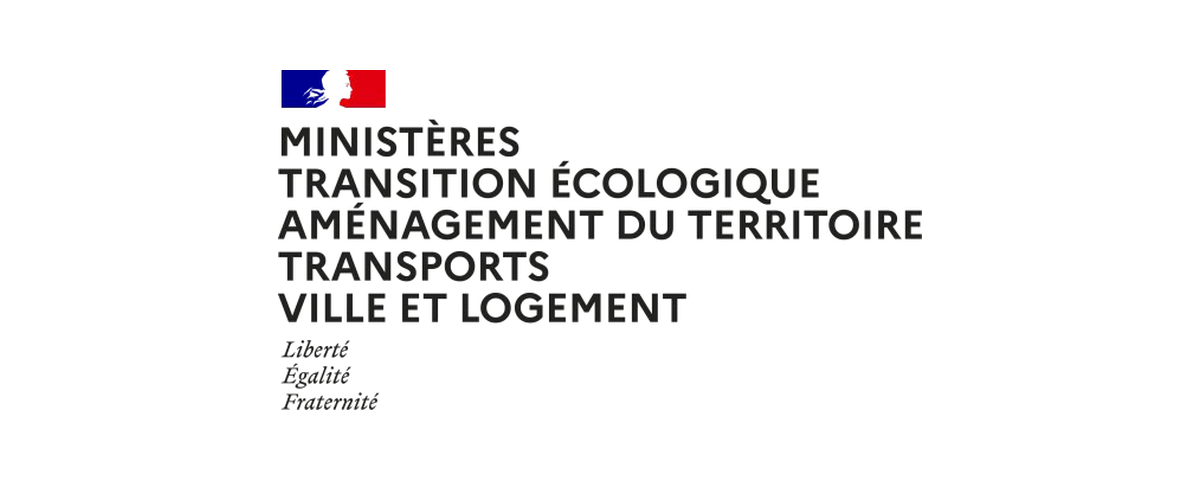 MINISTÈRES
TRANSITION ÉCOLOGIQUE
AMÉNAGEMENT DU TERRITOIRE
TRANSPORTS
VILLE ET LOGEMENT
Liberté
Égalité
Fraternité